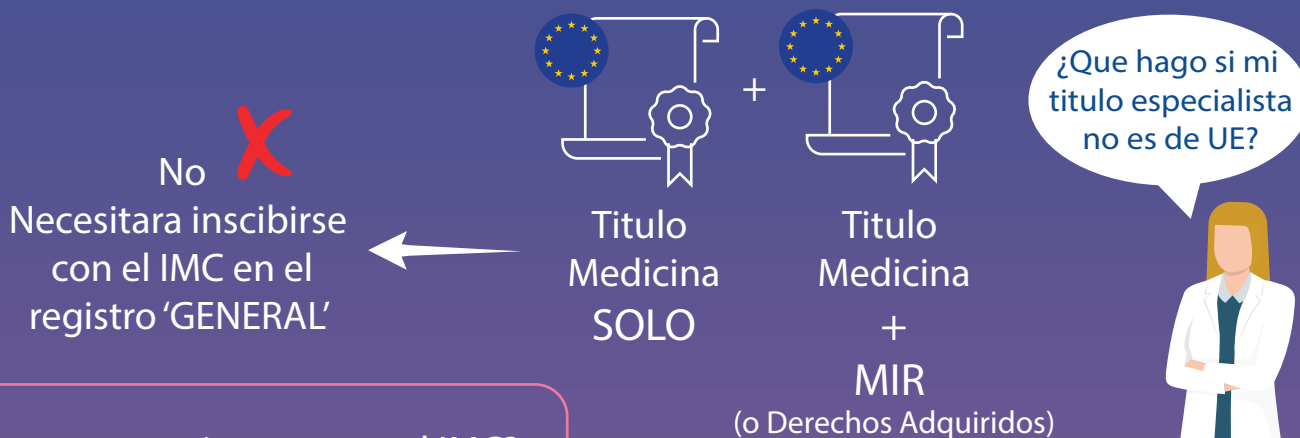 ¿Que hago si mi
titulo especialista
no es de UE?
+
No X
Necesitara inscibirse
con el IMC en el
registro ‘GENERAL’
Titulo
Medicina
SOLO
Titulo
Medicina
+
MIR
(o Derechos Adquiridos)